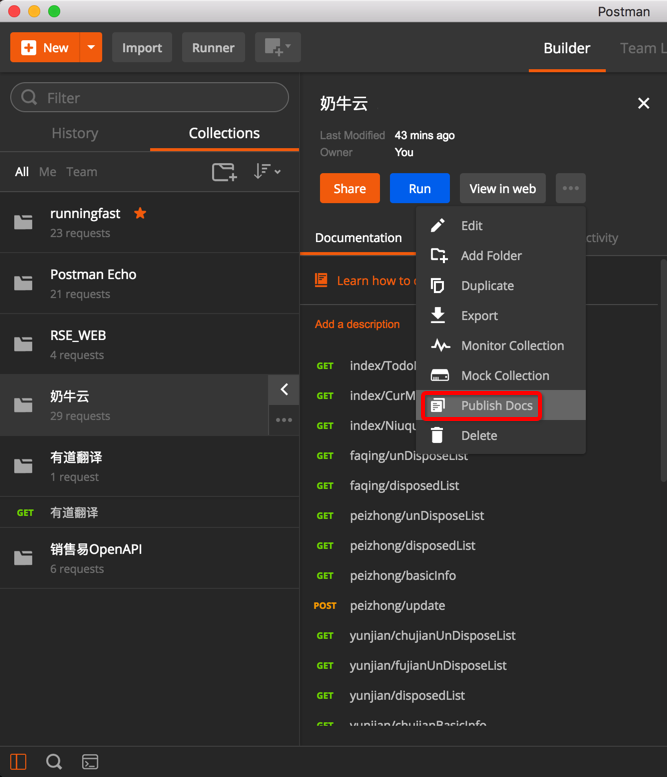 Postman
New
Import
Runner
Builder
Team L
Filter
History
Collections
All
Me
Team
runningfast
23 requests
Postman Echo
21 requests
RSE_WEB
4 requests
奶牛云
29 requests
有道翻译
1 request
GET 有道翻译
销售易OpenAPI
6 requests
奶牛云
Last Modified 43 mins ago
Owner You
Share
Run
View in web
Documentation
ctivity
Learn how to
Add a description
Edit
Add Folder
Duplicate
Export
Monitor Collection
Mock Collection
Publish Docs
Delete
GET index/Todo
GET index/CurM
GET index/Niuqu
GET faqing/unDisposeList
GET faqing/disposedList
GET peizhong/unDisposeList
GET peizhong/disposedList
GET peizhong/basicInfo
POST peizhong/update
GET yunjian/chujianUnDisposeList
GET yunjian/fujianUnDisposeList
GET yunjian/disposedList
GET yunjian/chujianBasicInfo